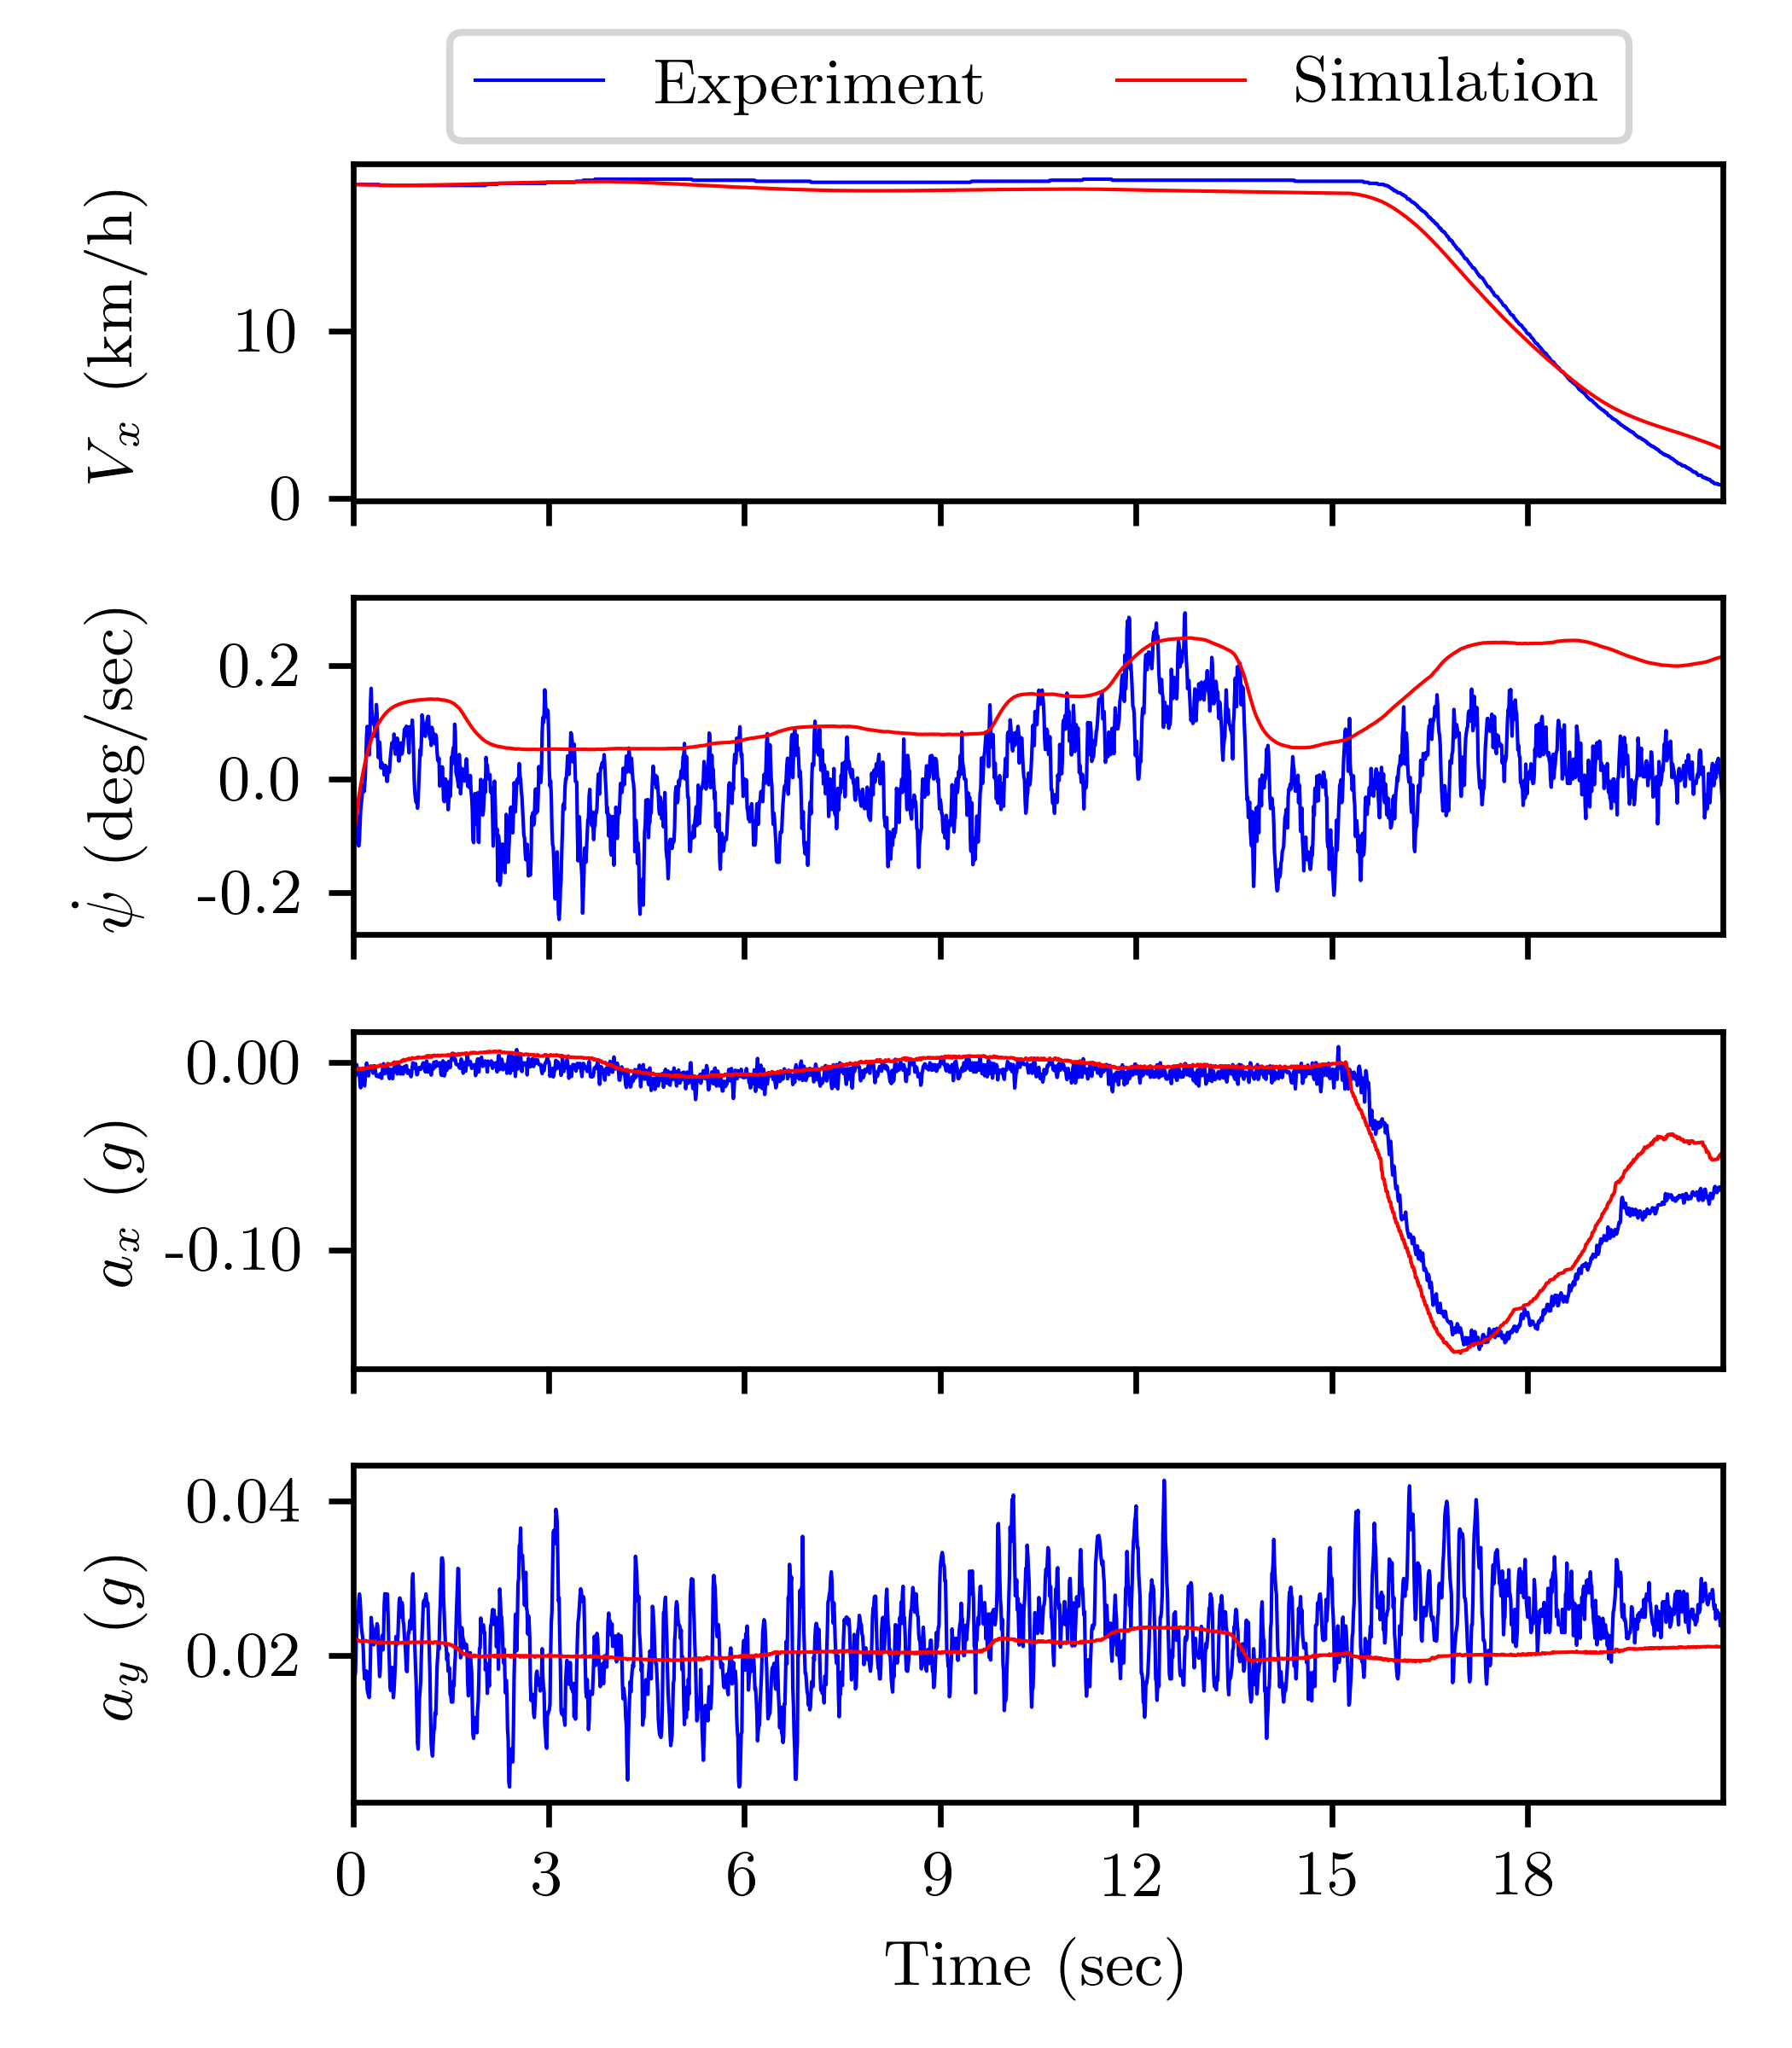 Experiment Simulation
V_x (km/h)
10
0
ψ̇ (deg/sec)
0.2
0.0
-0.2
a_x (g)
0.00
-0.10
a_y (g)
0.04
0.02
0 3 6 9 12 15 18
Time (sec)